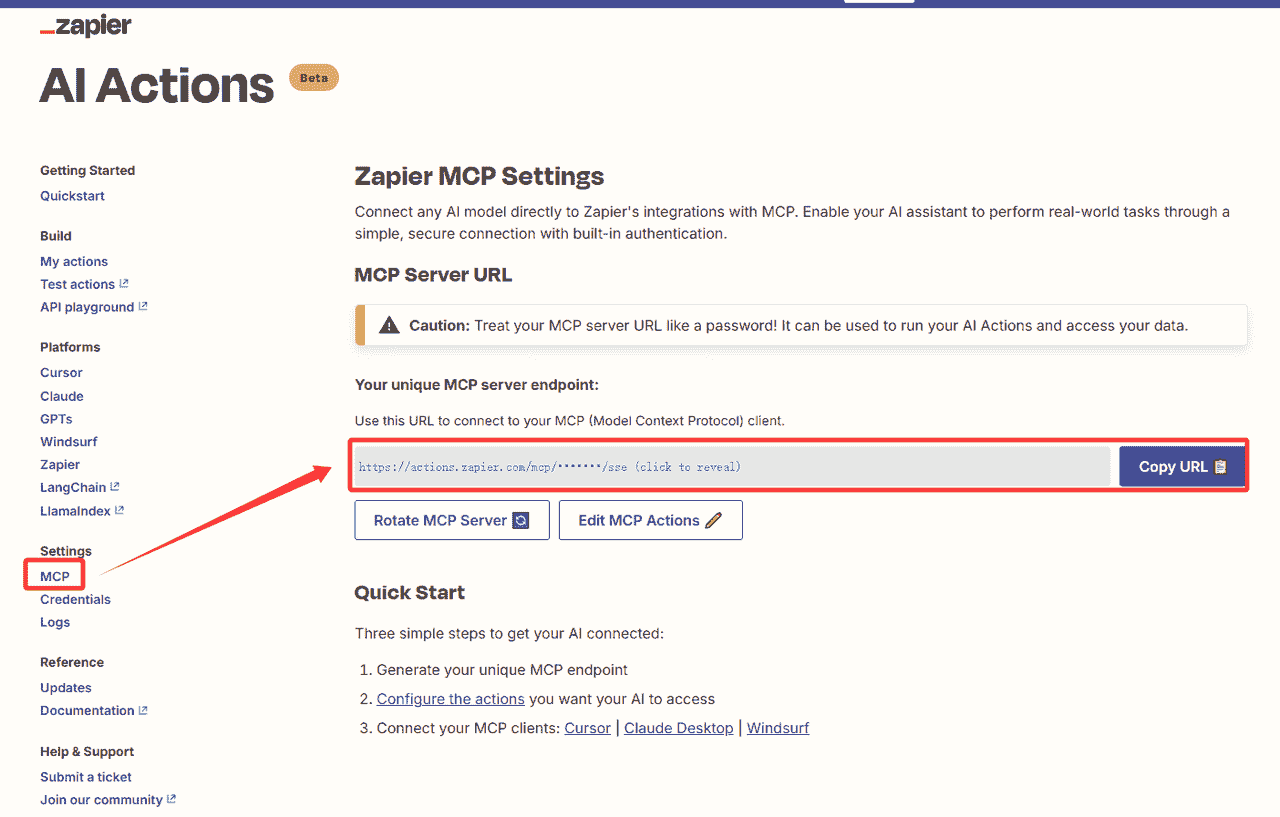 zapier
AI Actions Beta
Getting Started
Quickstart
Build
My actions
Test actions
API playground
Platforms
Cursor
Claude
GPTs
Windsurf
Zapier
LangChain
LlamaIndex
Settings
MCP
Credentials
Logs
Reference
Updates
Documentation
Help & Support
Submit a ticket
Join our community
Zapier MCP Settings
Connect any AI model directly to Zapier's integrations with MCP. Enable your AI assistant to perform real-world tasks through a
simple, secure connection with built-in authentication.
MCP Server URL
Caution: Treat your MCP server URL like a password! It can be used to run your AI Actions and access your data.
Your unique MCP server endpoint:
Use this URL to connect to your MCP (Model Context Protocol) client.
https://actions.zapier.com/mcp/•••••••/sse (click to reveal)
Copy URL
Rotate MCP Server
Edit MCP Actions
Quick Start
Three simple steps to get your AI connected:
1. Generate your unique MCP endpoint
2. Configure the actions you want your AI to access
3. Connect your MCP clients: Cursor | Claude Desktop | Windsurf